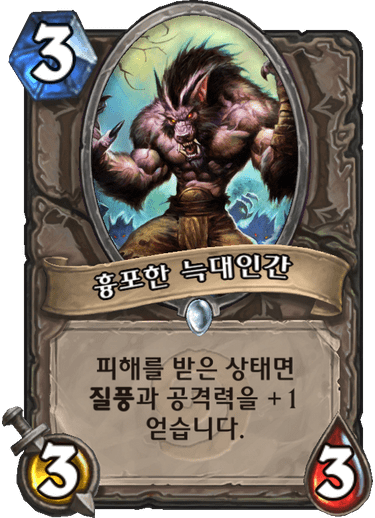 3
흉포한 늑대인간
피해를 받은 상태면
질풍과 공격력을 +1
얻습니다.
3
3